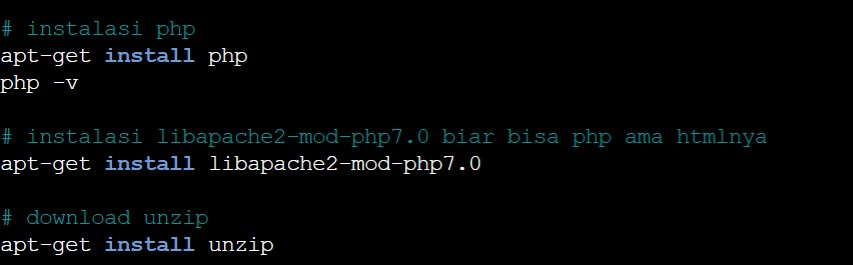 # instalasi php
apt-get install php
php -v
# instalasi libapache2-mod-php7.0 biar bisa php ama htmlnya
apt-get install libapache2-mod-php7.0
# download unzip
apt-get install unzip